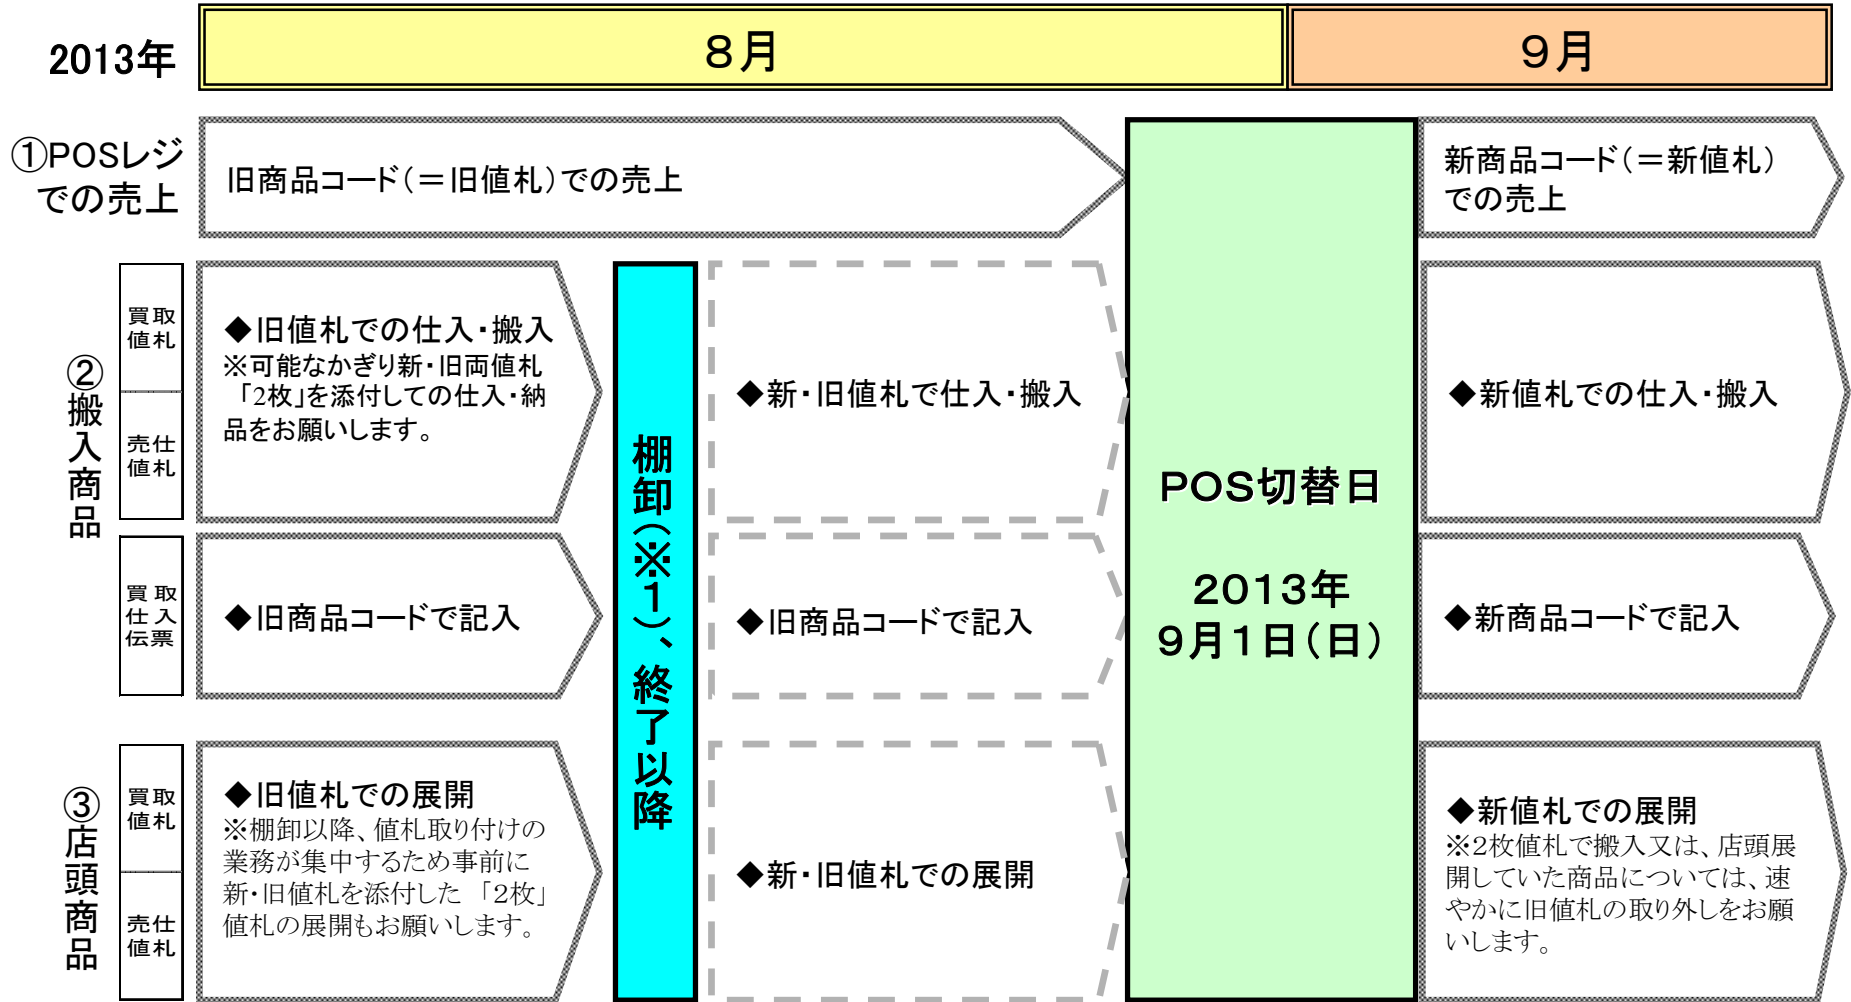 2013年
８月
９月
①POSレジ
での売上
旧商品コード（＝旧値札）での売上
新商品コード（＝新値札）
での売上
②搬入商品
買取
値札
売仕
値札
◆旧値札での仕入・搬入
※可能なかぎり新・旧両値札
「2枚」を添付しての仕入・納
品をお願いします。
◆新・旧値札で仕入・搬入
◆新値札での仕入・搬入
買取
仕入
伝票
◆旧商品コードで記入
◆旧商品コードで記入
◆新商品コードで記入
棚卸（※１）、終了以降
ＰＯＳ切替日
２０１３年
９月１日（日）
③店頭商品
買取
値札
売仕
値札
◆旧値札での展開
※棚卸以降、値札取り付けの
業務が集中するため事前に
新・旧値札を添付した 「２枚」
値札の展開もお願いします。
◆新・旧値札での展開
◆新値札での展開
※2枚値札で搬入又は、店頭展
開していた商品については、速
やかに旧値札の取り外しをお願
いします。